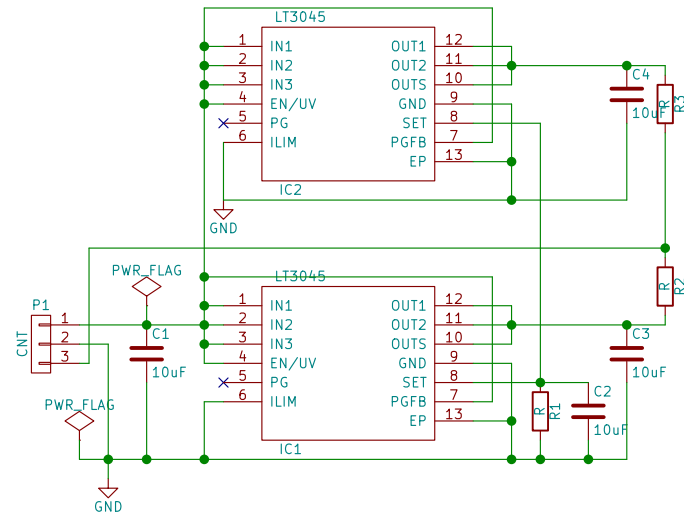 LT3045
1 IN1 OUT1 12
2 IN2 OUT2 11
3 IN3 OUTS 10
4 EN/UV GND 9
5 PG SET 8
6 ILIM PGFB 7
EP 13
IC2
C4
10uF
R R3
GND
PWR_FLAG
LT3045
R R2
P1
CNT
1
2
3
C1
10uF
1 IN1 OUT1 12
2 IN2 OUT2 11
3 IN3 OUTS 10
4 EN/UV GND 9
5 PG SET 8
6 ILIM PGFB 7
EP 13
IC1
C3
10uF
PWR_FLAG
R R1
C2
10uF
GND